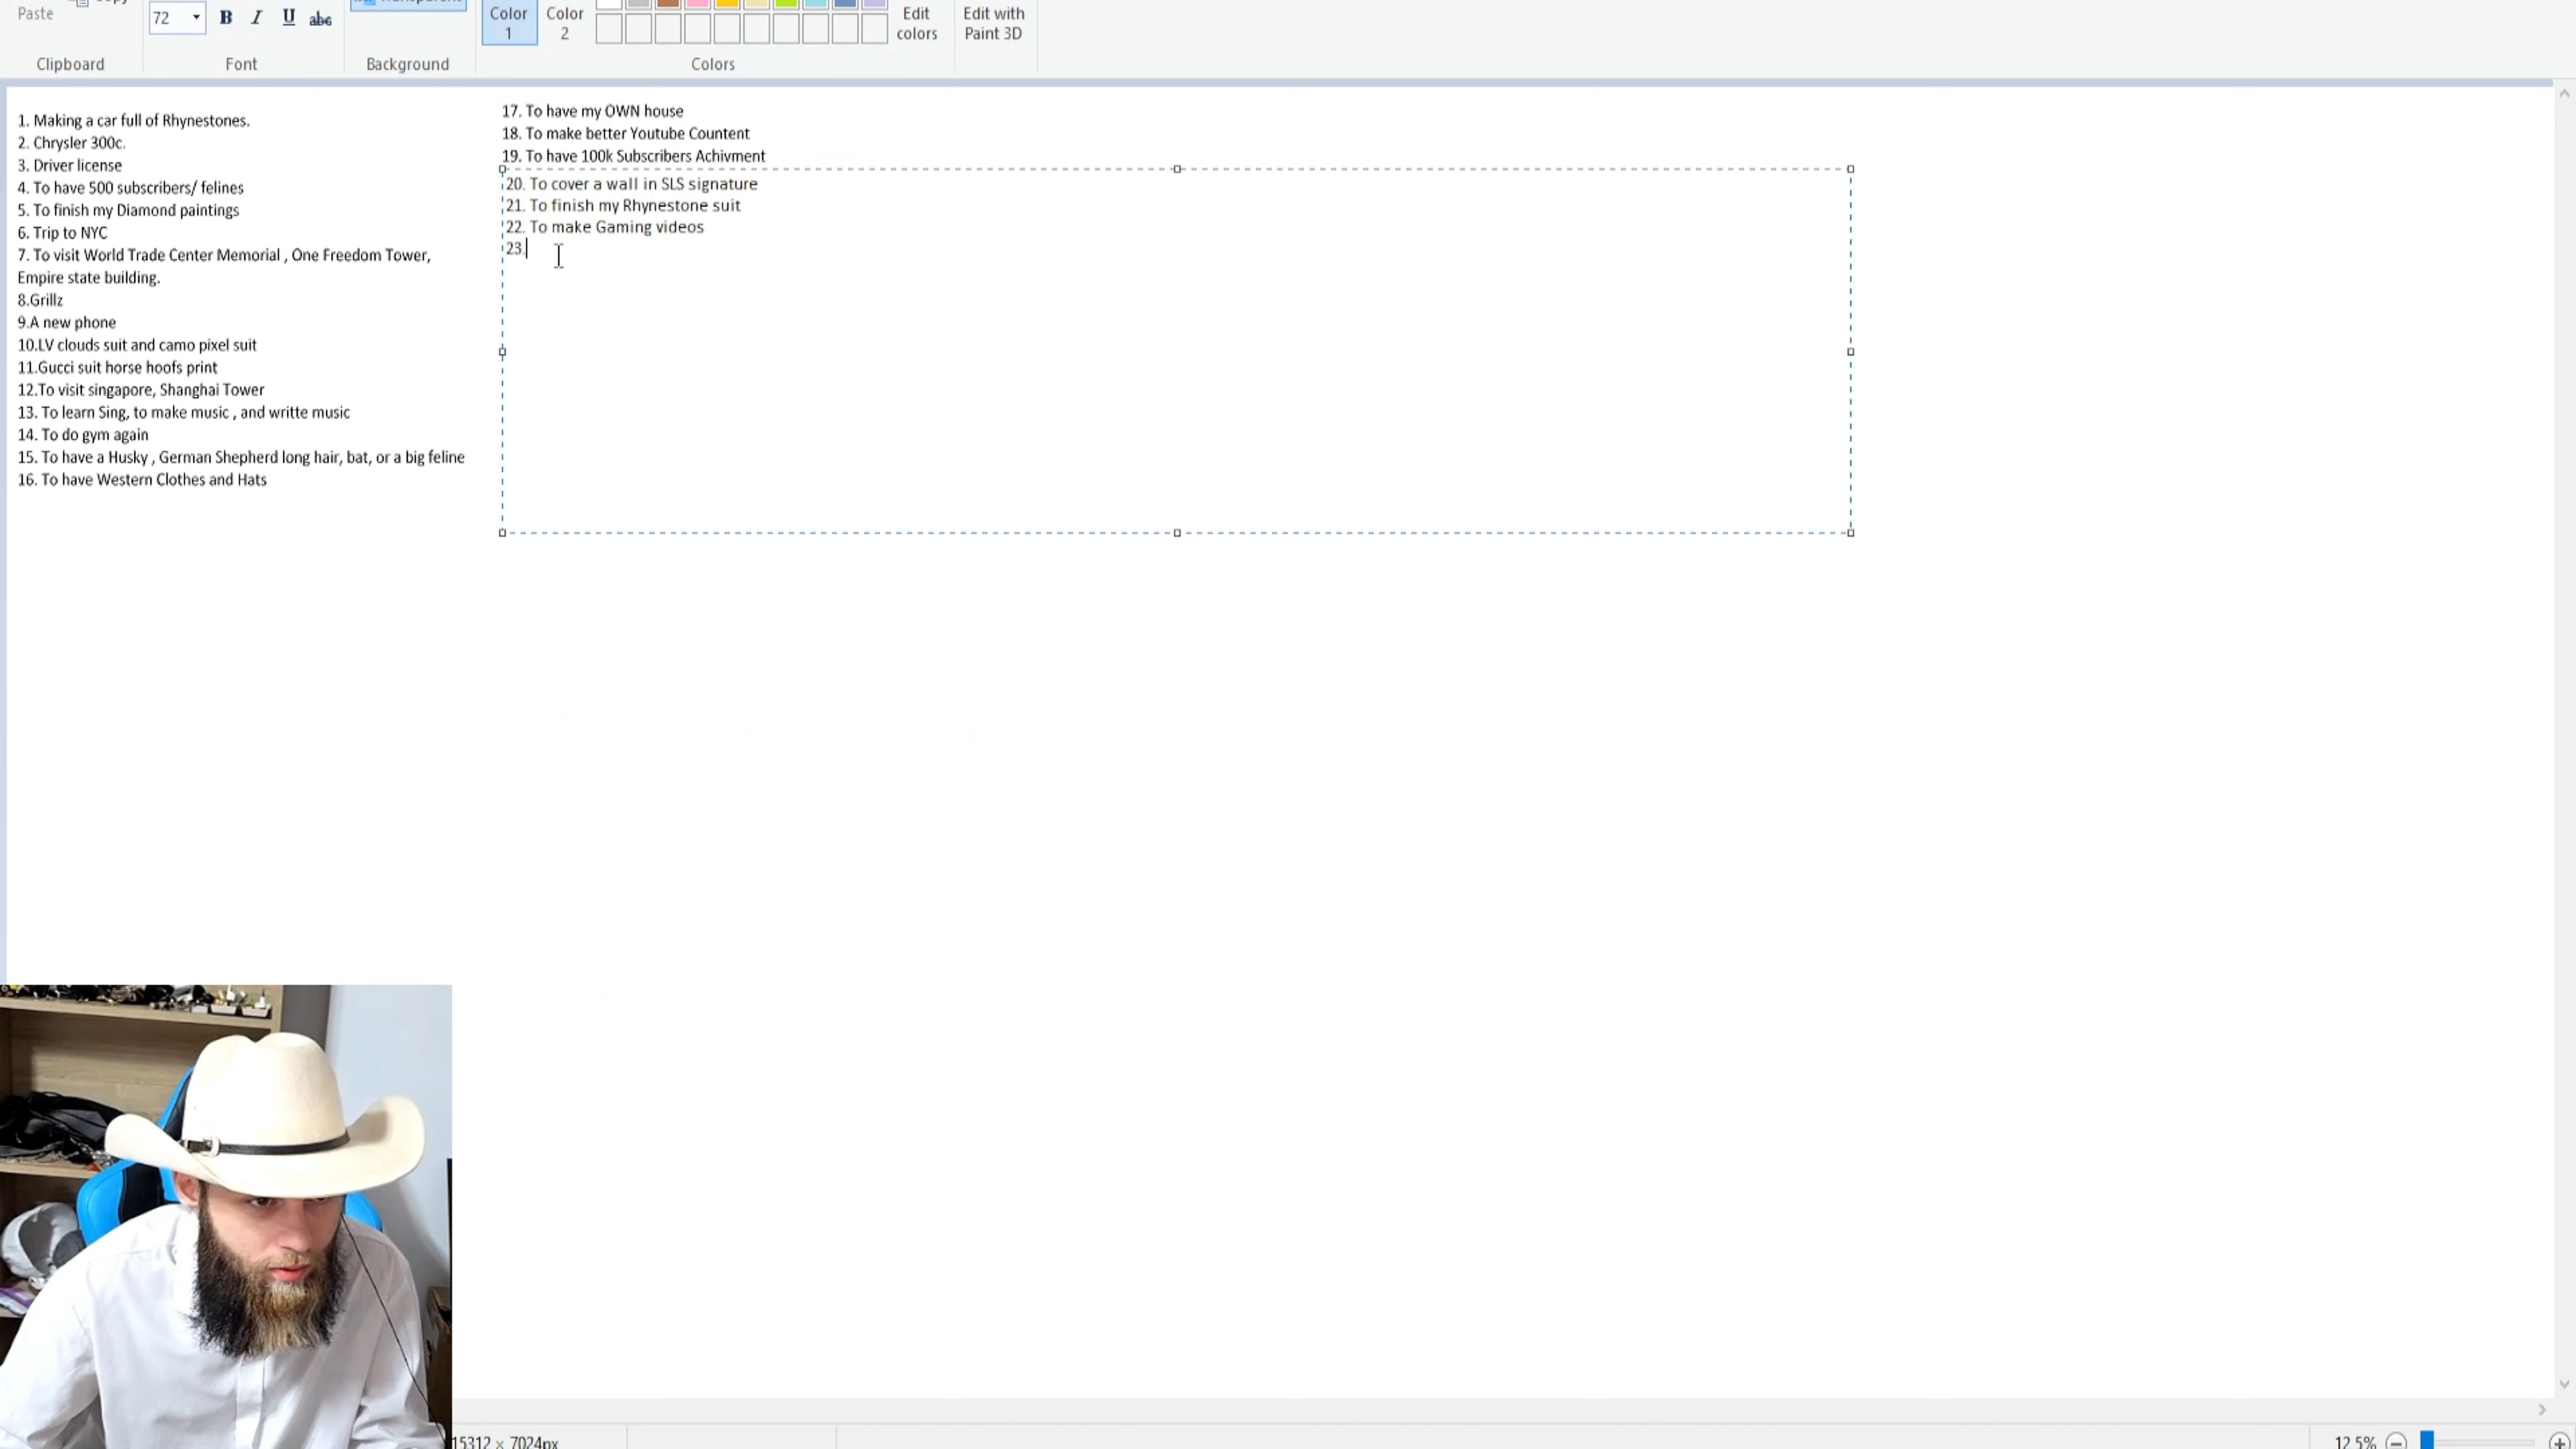 Paste
72
B I U abc
Color
1
Color
2
Edit
colors
Edit with
Paint 3D
Clipboard
Font
Background
Colors
1. Making a car full of Rhynestones.
2. Chrysler 300c.
3. Driver license
4. To have 500 subscribers/ felines
5. To finish my Diamond paintings
6. Trip to NYC
7. To visit World Trade Center Memorial , One Freedom Tower,
Empire state building.
8.Grillz
9.A new phone
10.LV clouds suit and camo pixel suit
11.Gucci suit horse hoofs print
12.To visit singapore, Shanghai Tower
13. To learn Sing, to make music , and writte music
14. To do gym again
15. To have a Husky , German Shepherd long hair, bat, or a big feline
16. To have Western Clothes and Hats
17. To have my OWN house
18. To make better Youtube Countent
19. To have 100k Subscribers Achivment
20. To cover a wall in SLS signature
21. To finish my Rhynestone suit
22. To make Gaming videos
23.
15312 × 7024px
12.5%